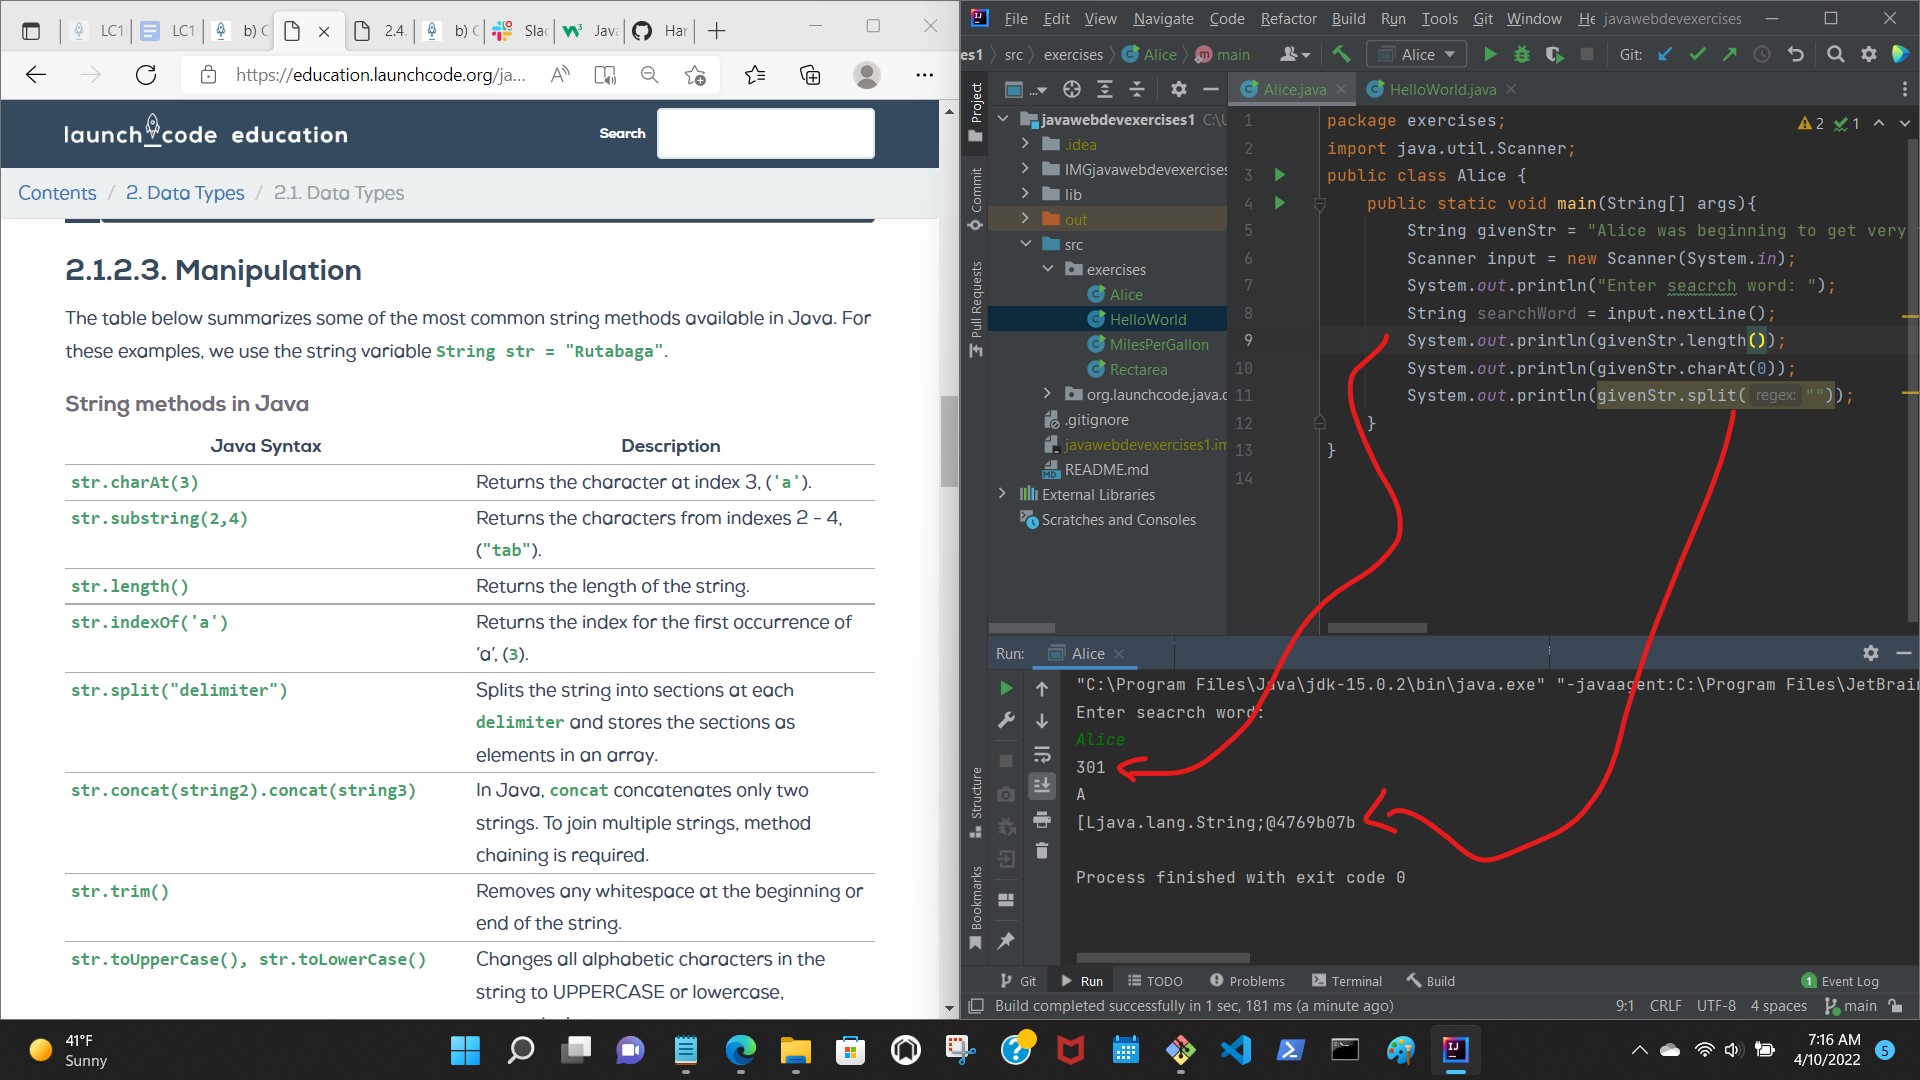 LC1
LC1
b) C
2.4.
b) C
Slac
Java
Har
https://education.launchcode.org/ja...
launch code education
Search
Contents / 2. Data Types / 2.1. Data Types
2.1.2.3. Manipulation
The table below summarizes some of the most common string methods available in Java. For
these examples, we use the string variable String str = "Rutabaga".
String methods in Java
Java Syntax Description
str.charAt(3) Returns the character at index 3, ('a').
str.substring(2,4) Returns the characters from indexes 2 - 4,
("tab").
str.length() Returns the length of the string.
str.indexOf('a') Returns the index for the first occurrence of
'a', (3).
str.split("delimiter") Splits the string into sections at each
delimiter and stores the sections as
elements in an array.
str.concat(string2).concat(string3) In Java, concat concatenates only two
strings. To join multiple strings, method
chaining is required.
str.trim() Removes any whitespace at the beginning or
end of the string.
str.toUpperCase(), str.toLowerCase() Changes all alphabetic characters in the
string to UPPERCASE or lowercase,
IJ File Edit View Navigate Code Refactor Build Run Tools Git Window He javawebdevexercises
es1 src exercises Alice main Alice Git:
Project
Commit
Pull Requests
...
javawebdevexercises1 C:\U
.idea
IMGjavawebdevexercises
lib
out
src
exercises
Alice
HelloWorld
MilesPerGallon
Rectarea
org.launchcode.java.c
.gitignore
javawebdevexercises1.im
README.md
External Libraries
Scratches and Consoles
Alice.java HelloWorld.java
2 1
1 package exercises;
2 import java.util.Scanner;
3 public class Alice {
4 public static void main(String[] args){
5 String givenStr = "Alice was beginning to get very
6 Scanner input = new Scanner(System.in);
7 System.out.println("Enter seacrch word: ");
8 String searchWord = input.nextLine();
9 System.out.println(givenStr.length());
10 System.out.println(givenStr.charAt(0));
11 System.out.println(givenStr.split( regex: ""));
12 }
13 }
14
Run: Alice
"C:\Program Files\Java\jdk-15.0.2\bin\java.exe" "-javaagent:C:\Program Files\JetBrain
Enter seacrch word:
Alice
301
A
[Ljava.lang.String;@4769b07b
Process finished with exit code 0
Structure
Bookmarks
Git Run TODO Problems Terminal Build 1 Event Log
Build completed successfully in 1 sec, 181 ms (a minute ago) 9:1 CRLF UTF-8 4 spaces main
41°F
Sunny
7:16 AM
4/10/2022
5